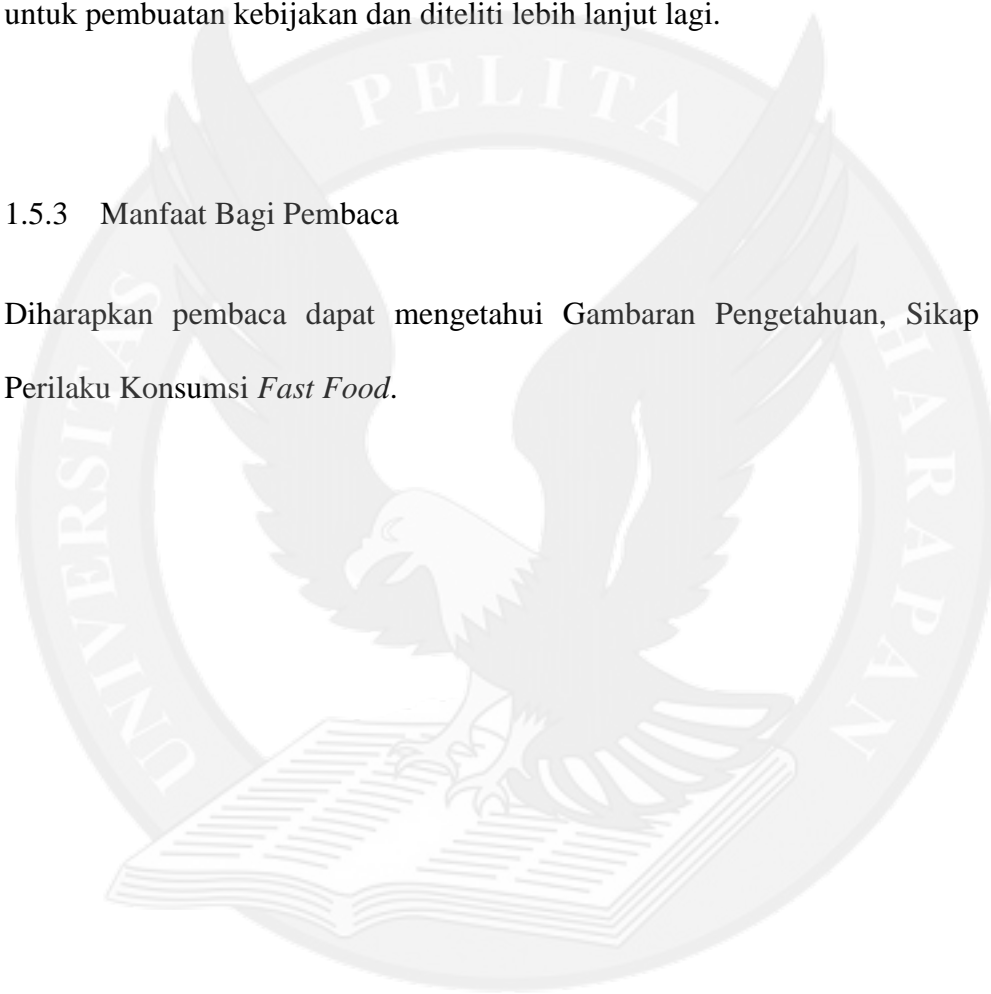 untuk pembuatan kebijakan dan diteliti lebih lanjut lagi.
PELITA
1.5.3 Manfaat Bagi Pembaca
Diharapkan pembaca dapat mengetahui Gambaran Pengetahuan, Sikap
Perilaku Konsumsi Fast Food.
UNIVERSITAS
HARAPAN